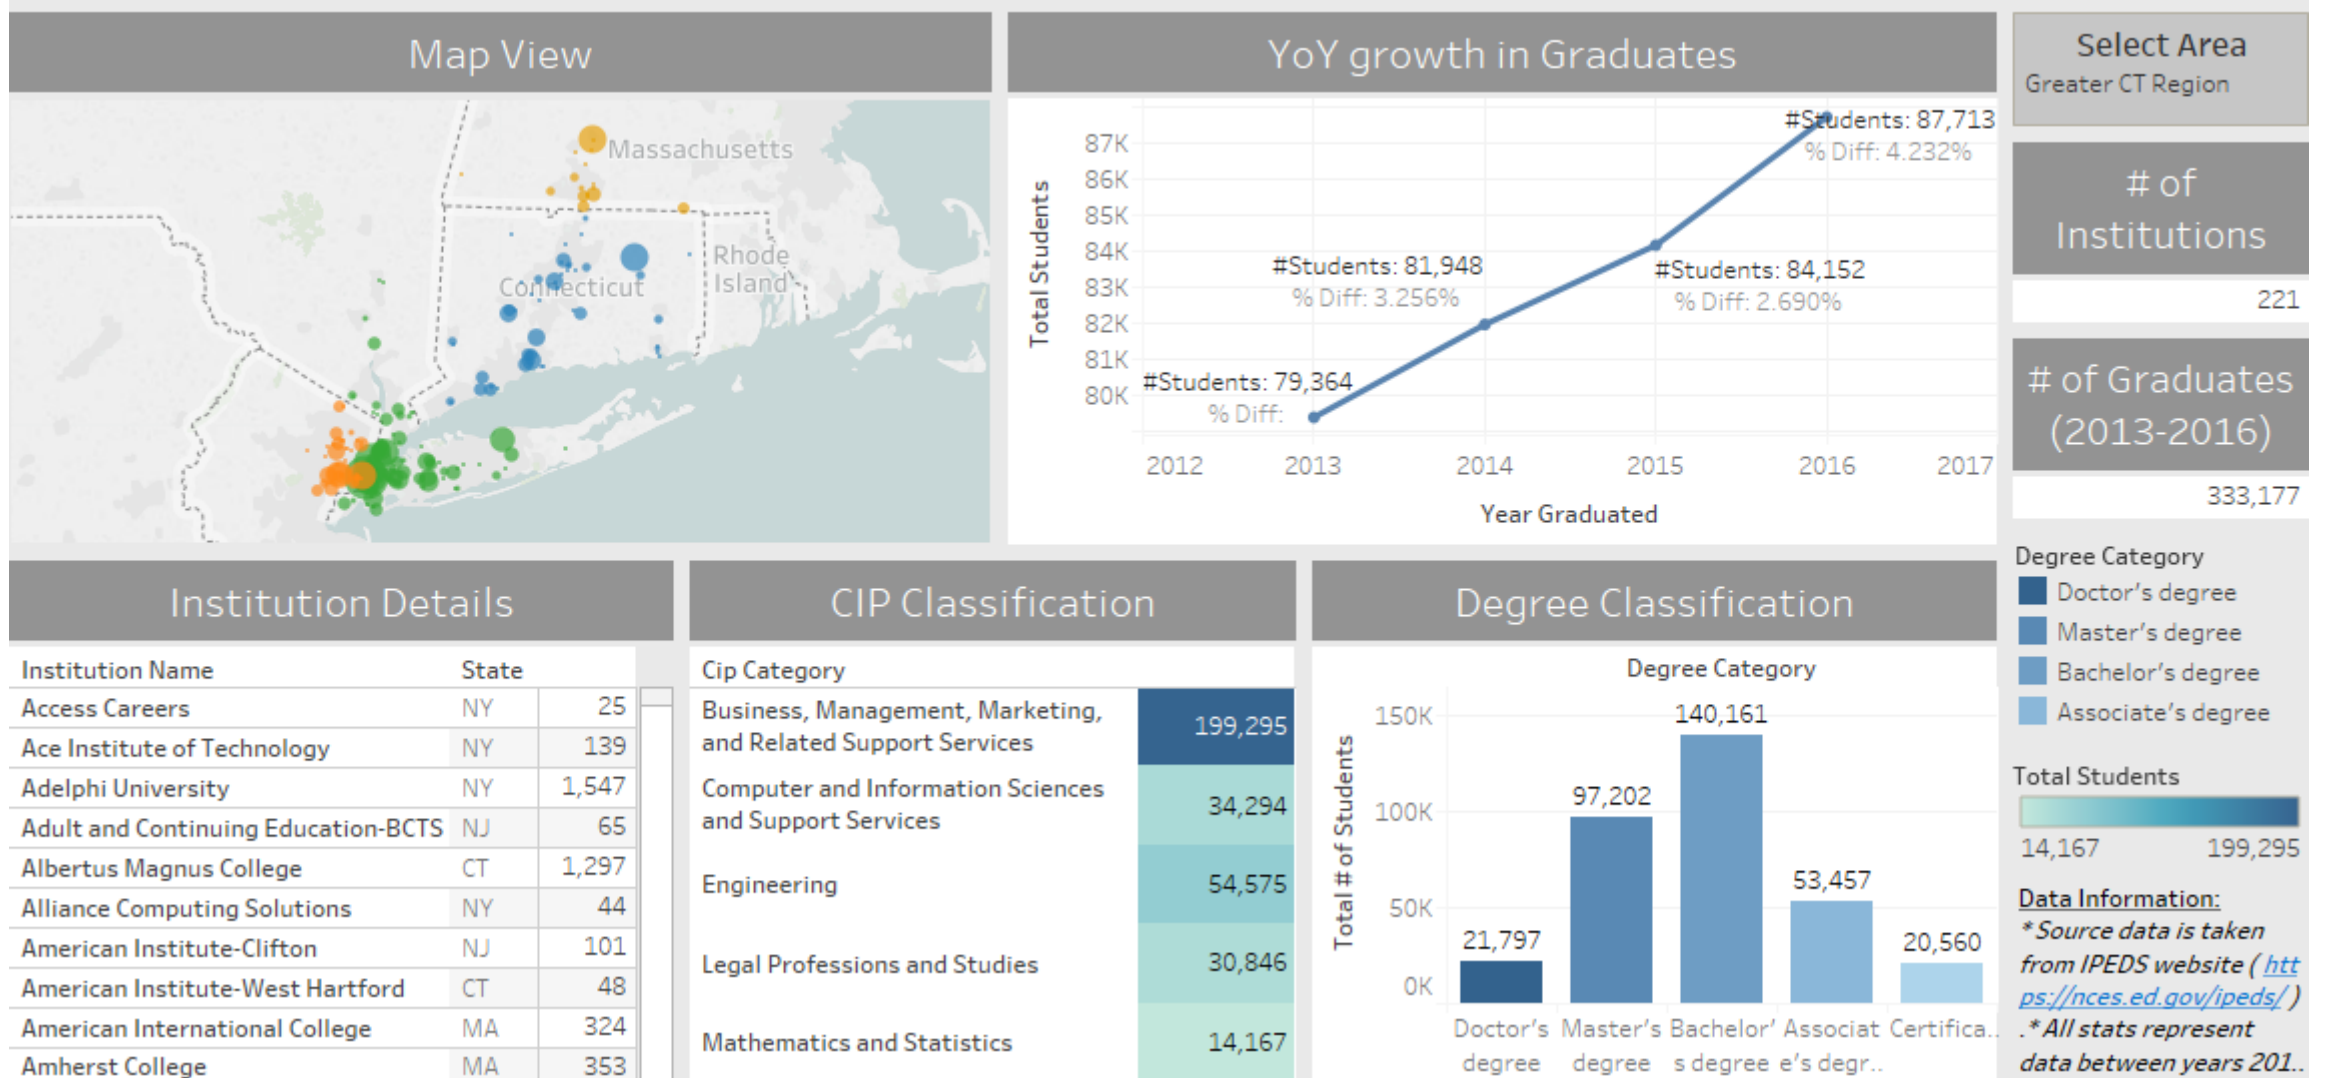 Map View
Massachusetts
Rhode
Island
Connecticut
YoY growth in Graduates
Total Students
87K
86K
85K
84K
83K
82K
81K
80K
#Students: 87,713
% Diff: 4.232%
#Students: 81,948
% Diff: 3.256%
#Students: 84,152
% Diff: 2.690%
#Students: 79,364
% Diff:
2012 2013 2014 2015 2016 2017
Year Graduated
Select Area
Greater CT Region
# of
Institutions
221
# of Graduates
(2013-2016)
333,177
Degree Category
Doctor's degree
Master's degree
Bachelor's degree
Associate's degree
Total Students
14,167 199,295
Data Information:
* Source data is taken
from IPEDS website ( htt
ps://nces.ed.gov/ipeds/ )
.* All stats represent
data between years 201..
Institution Details
Institution Name State
Access Careers NY 25
Ace Institute of Technology NY 139
Adelphi University NY 1,547
Adult and Continuing Education-BCTS NJ 65
Albertus Magnus College CT 1,297
Alliance Computing Solutions NY 44
American Institute-Clifton NJ 101
American Institute-West Hartford CT 48
American International College MA 324
Amherst College MA 353
CIP Classification
Cip Category
Business, Management, Marketing,
and Related Support Services
199,295
Computer and Information Sciences
and Support Services
34,294
Engineering 54,575
Legal Professions and Studies 30,846
Mathematics and Statistics 14,167
Degree Classification
Degree Category
Total # of Students
150K
100K
50K
0K
21,797
97,202
140,161
53,457
20,560
Doctor's
degree
Master's
degree
Bachelor'
s degree
Associat
e's degr..
Certifica..